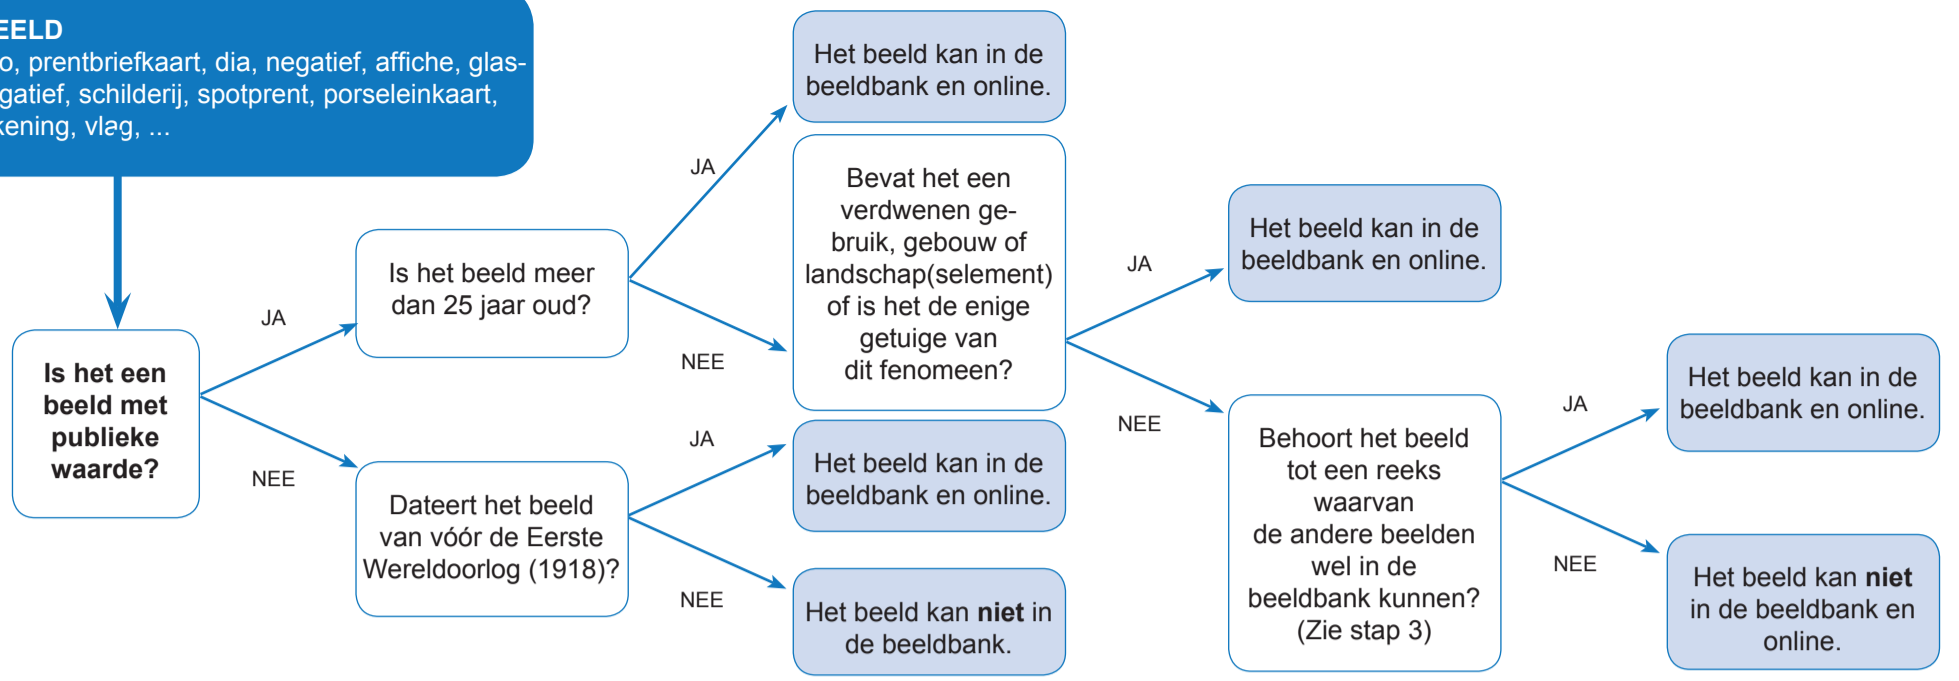 EELD
o, prentbriefkaart, dia, negatief, affiche, glas-
gatief, schilderij, spotprent, porseleinkaart,
kening, vlag, ...
Is het een
beeld met
publieke
waarde?
JA
NEE
Is het beeld meer
dan 25 jaar oud?
Dateert het beeld
van vóór de Eerste
Wereldoorlog (1918)?
JA
NEE
JA
NEE
Het beeld kan in de
beeldbank en online.
Bevat het een
verdwenen ge-
bruik, gebouw of
landschap(selement)
of is het de enige
getuige van
dit fenomeen?
Het beeld kan in de
beeldbank en online.
Het beeld kan niet in
de beeldbank.
JA
NEE
Het beeld kan in de
beeldbank en online.
Behoort het beeld
tot een reeks
waarvan
de andere beelden
wel in de
beeldbank kunnen?
(Zie stap 3)
JA
NEE
Het beeld kan in de
beeldbank en online.
Het beeld kan niet
in de beeldbank en
online.